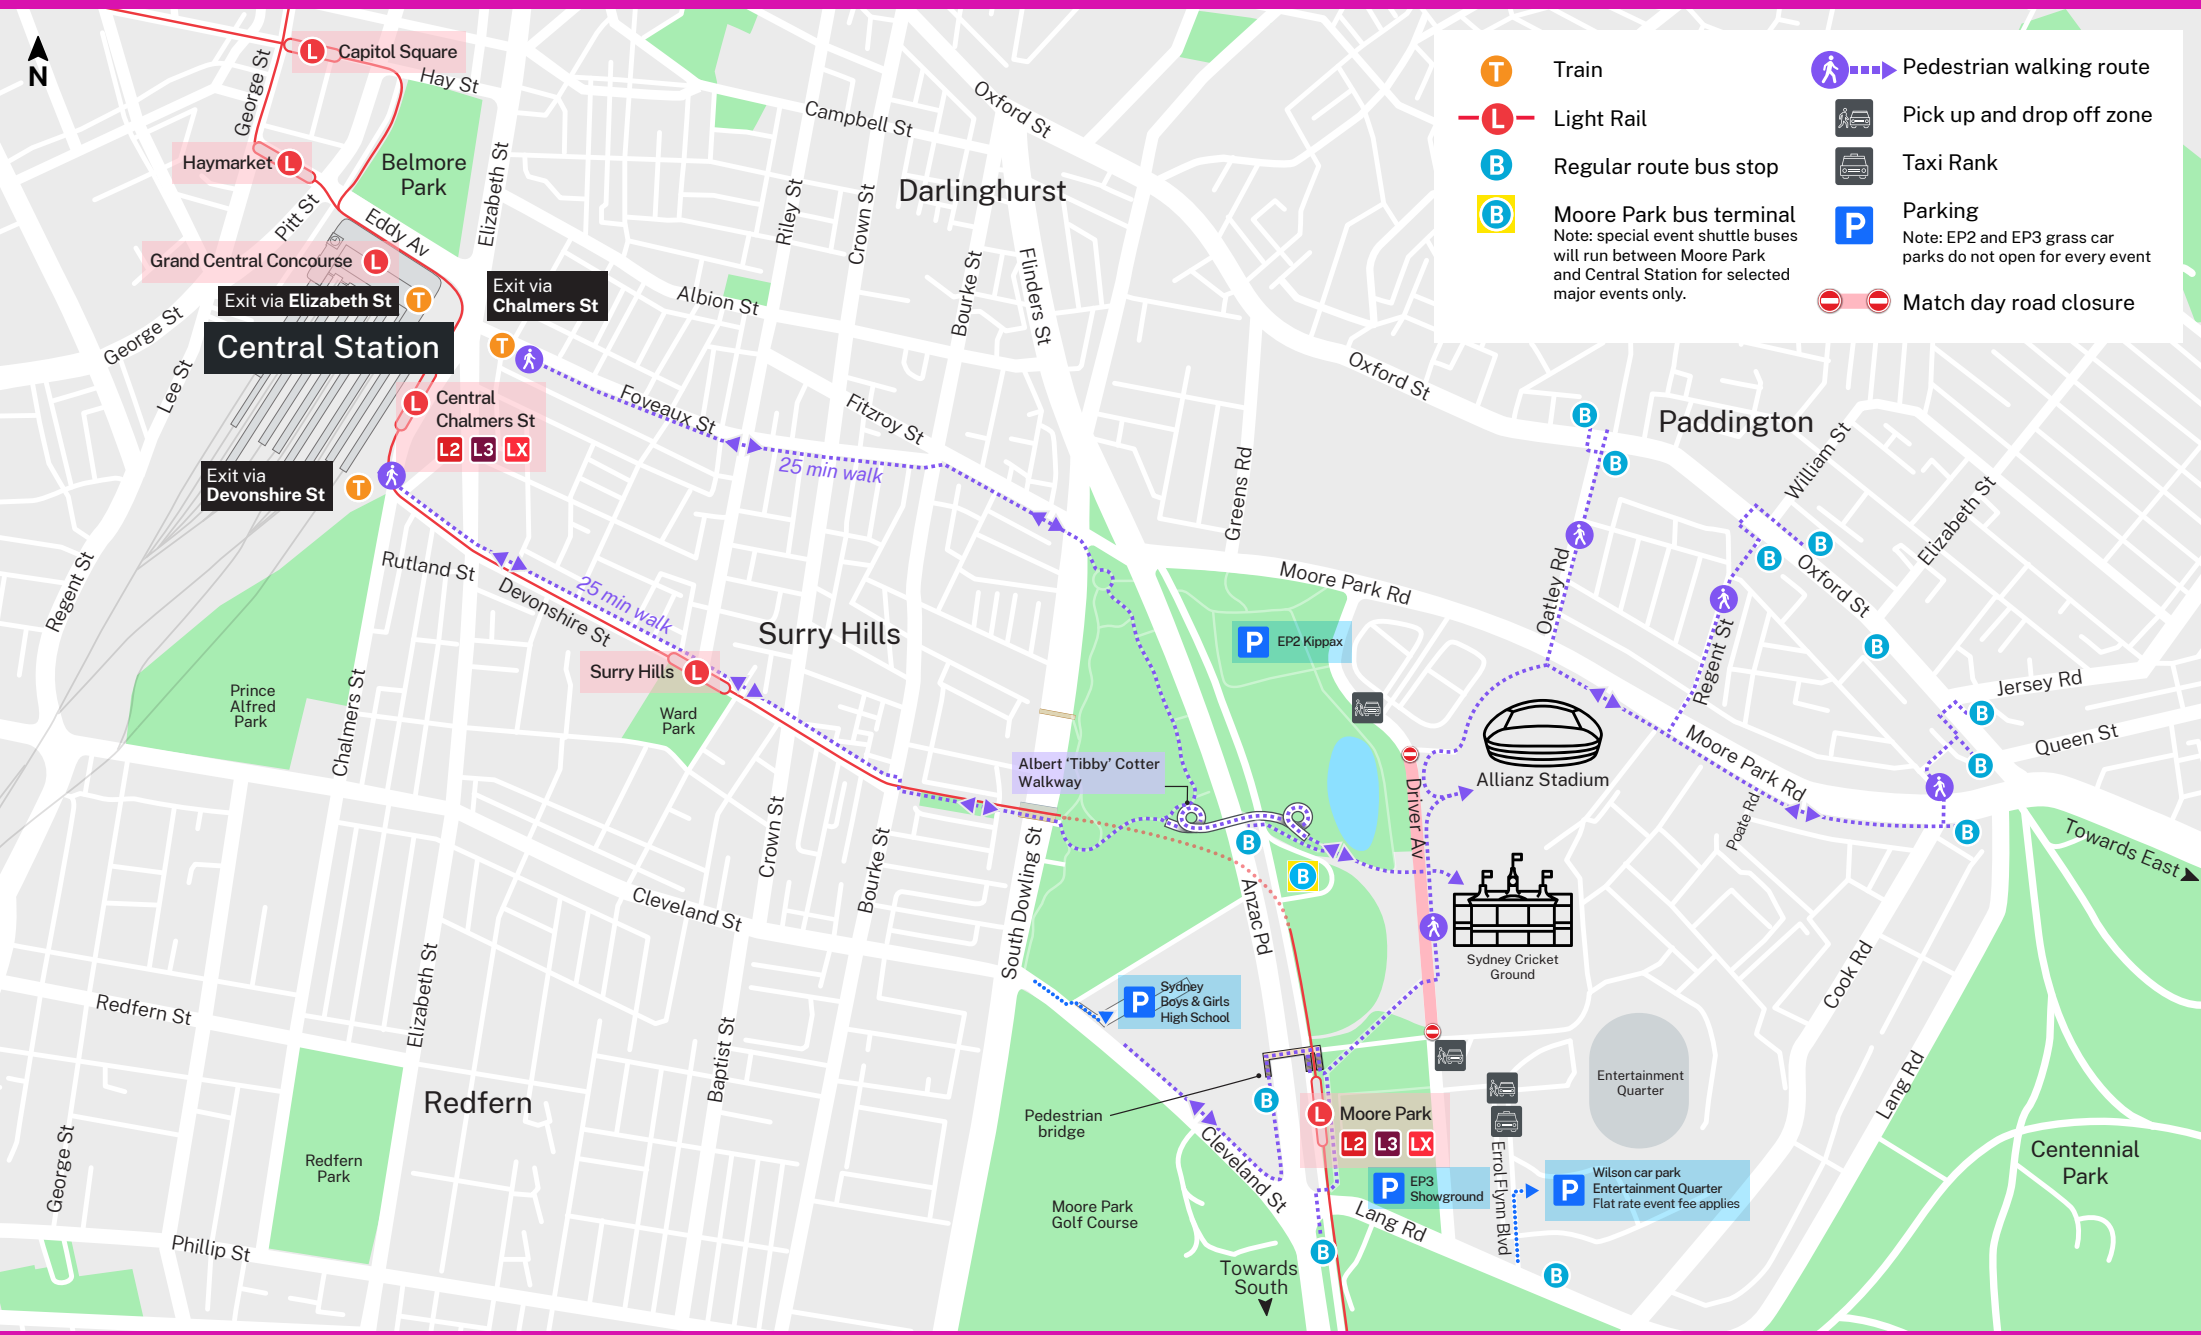 N
L
Capitol Square
George St
Hay St
Haymarket
L
Belmore
Park
Elizabeth St
Pitt St
Eddy Av
Grand Central Concourse
L
Exit via Elizabeth St
T
Central Station
George St
Lee St
Exit via
Chalmers St
T
L
Central
Chalmers St
L2
L3
LX
Exit via
Devonshire St
T
Regent St
Rutland St
Devonshire St
25 min walk
Foveaux St
25 min walk
Fitzroy St
Albion St
Campbell St
Oxford St
Riley St
Crown St
Darlinghurst
Bourke St
Flinders St
Greens Rd
Oxford St
Moore Park Rd
Surry Hills
Surry Hills
L
Ward
Park
Prince
Alfred
Park
Chalmers St
Albert ‘Tibby’ Cotter
Walkway
EP2 Kippax
P
Oatley Rd
Paddington
William St
Elizabeth St
Oxford St
Regent St
Jersey Rd
Queen St
Moore Park Rd
Poate Rd
Towards East
Allianz Stadium
Driver Av
Sydney Cricket
Ground
Anzac Pd
South Dowling St
Crown St
Bourke St
Cleveland St
Redfern St
Elizabeth St
Baptist St
Redfern
George St
Redfern
Park
Phillip St
P
Sydney
Boys & Girls
High School
Pedestrian
bridge
Cleveland St
Moore Park
Golf Course
Towards
South
L
Moore Park
L2
L3
LX
P
EP3
Showground
Lang Rd
Errol Flynn Blvd
P
Wilson car park
Entertainment Quarter
Flat rate event fee applies
Entertainment
Quarter
Cook Rd
Lang Rd
Centennial
Park
B
B
B
B
B
B
B
B
B
B
B
B
B
T
Train
L
Light Rail
B
Regular route bus stop
B
Moore Park bus terminal
Note: special event shuttle buses
will run between Moore Park
and Central Station for selected
major events only.
Pedestrian walking route
Pick up and drop off zone
Taxi Rank
P
Parking
Note: EP2 and EP3 grass car
parks do not open for every event
Match day road closure